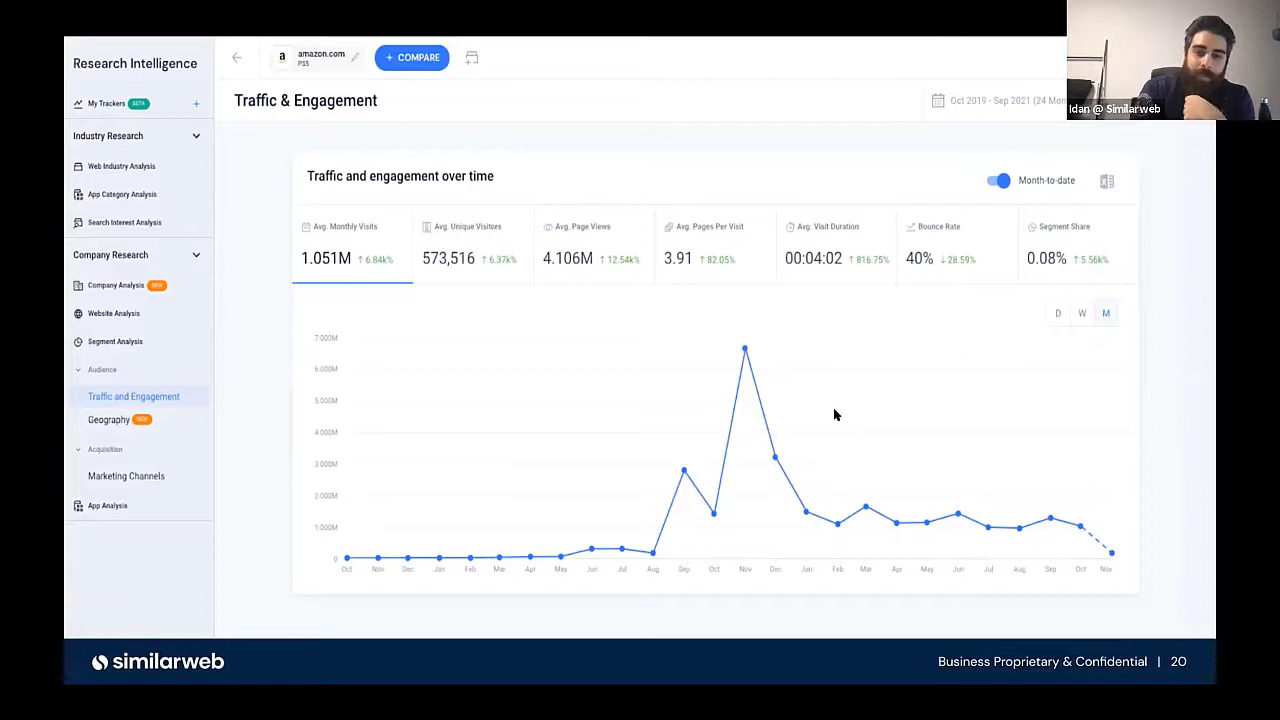 Research Intelligence
My Trackers BETA +
Industry Research
Web Industry Analysis
App Category Analysis
Search Interest Analysis
Company Research
Company Analysis NEW
Website Analysis
Segment Analysis
Audience
Traffic and Engagement
Geography NEW
Acquisition
Marketing Channels
App Analysis
a amazon.com
PS5
+ COMPARE
Traffic & Engagement
Oct 2019 - Sep 2021 (24 Mon
Idan @ Similarweb
Traffic and engagement over time
Month-to-date
Avg. Monthly Visits
1.051M ↑ 6.84%
Avg. Unique Visitors
573,516 ↑ 6.37%
Avg. Page Views
4.106M ↑ 12.54%
Avg. Pages Per Visit
3.91 ↑ 82.05%
Avg. Visit Duration
00:04:02 ↑ 816.75%
Bounce Rate
40% ↓ 28.59%
Segment Share
0.08% ↑ 5.56%
D W M
7.000M
6.000M
5.000M
4.000M
3.000M
2.000M
1.000M
0
Oct Nov Dec Jan Feb Mar Apr May Jun Jul Aug Sep Oct Nov Dec Jan Feb Mar Apr May Jun Jul Aug Sep Oct Nov
similarweb
Business Proprietary & Confidential | 20